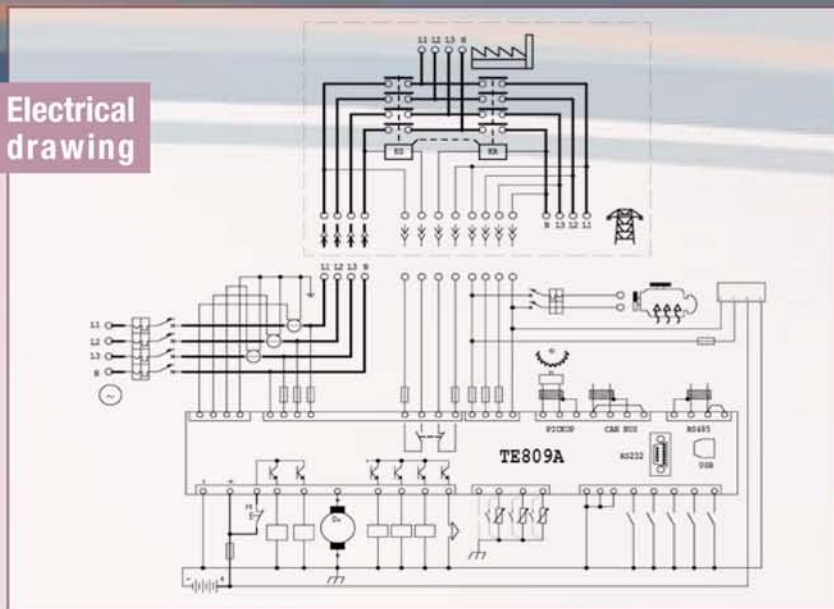 Electrical
drawing
L1 L2 L3 N
KG
KR
N L3 L2 L1
L1 L2 L3 N
L1
L2
L3
N
~
PICKUP
CAN BUS
RS485
TE809A
RS232
USB
D+
- +